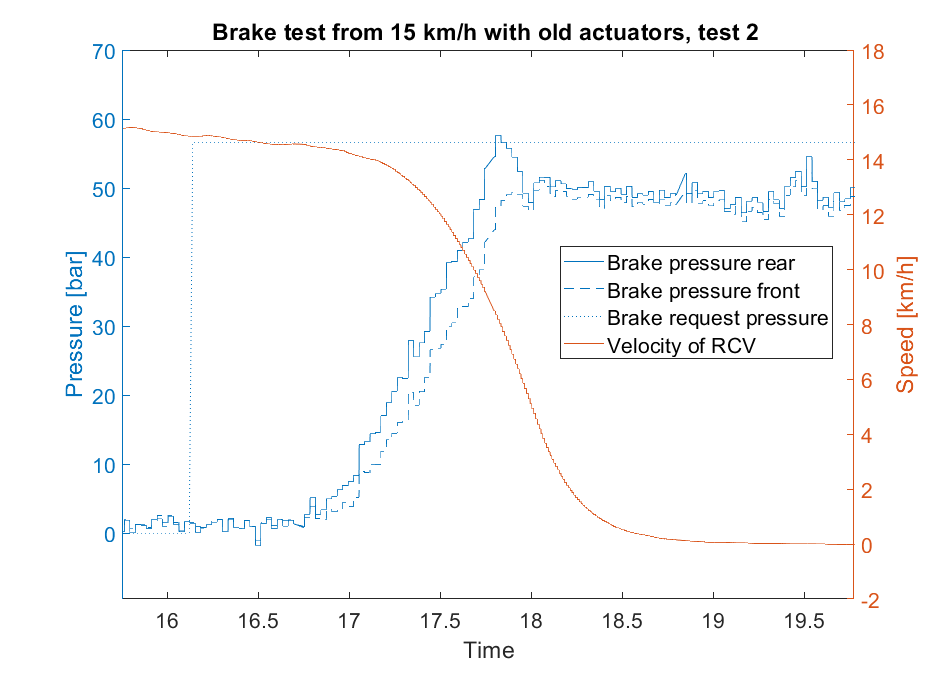 Brake test from 15 km/h with old actuators, test 2
70
60
50
40
30
20
10
0
Pressure [bar]
18
16
14
12
10
8
6
4
2
0
-2
Speed [km/h]
Brake pressure rear
Brake pressure front
Brake request pressure
Velocity of RCV
16 16.5 17 17.5 18 18.5 19 19.5
Time